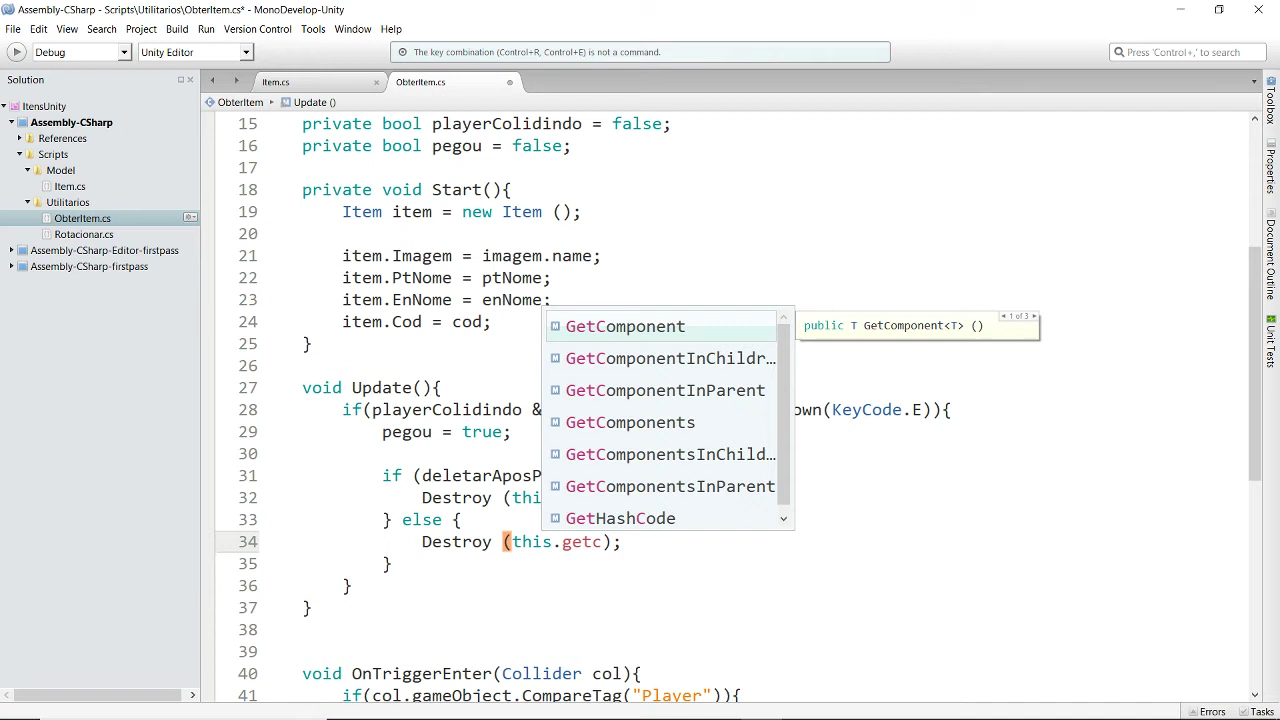 Assembly-CSharp - Scripts\Utilitarios\ObterItem.cs* - MonoDevelop-Unity
File Edit View Search Project Build Run Version Control Tools Window Help
Debug Unity Editor The key combination (Control+R, Control+E) is not a command. Press 'Control+,' to search
Solution Item.cs ObterItem.cs
ObterItem Update ()
ItensUnity
Assembly-CSharp
References
Scripts
Model
Item.cs
Utilitarios
ObterItem.cs
Rotacionar.cs
Assembly-CSharp-Editor-firstpass
Assembly-CSharp-firstpass
15 private bool playerColidindo = false;
16 private bool pegou = false;
17
18 private void Start(){
19 Item item = new Item ();
20
21 item.Imagem = imagem.name;
22 item.PtNome = ptNome;
23 item.EnNome = enNome;
24 item.Cod = cod;
25 }
26
27 void Update(){
28 if(playerColidindo & own(KeyCode.E)){
29 pegou = true;
30
31 if (deletarAposP
32 Destroy (thi
33 } else {
34 Destroy (this.getc);
35 }
36 }
37 }
38
39
40 void OnTriggerEnter(Collider col){
41 if(col.gameObject.CompareTag("Player")){
GetComponent
GetComponentInChildr...
GetComponentInParent
GetComponents
GetComponentsInChild...
GetComponentsInParent
GetHashCode
public T GetComponent<T> ()
1 of 3
Toolbox
Properties
Document Outline
Unit Tests
Errors Tasks